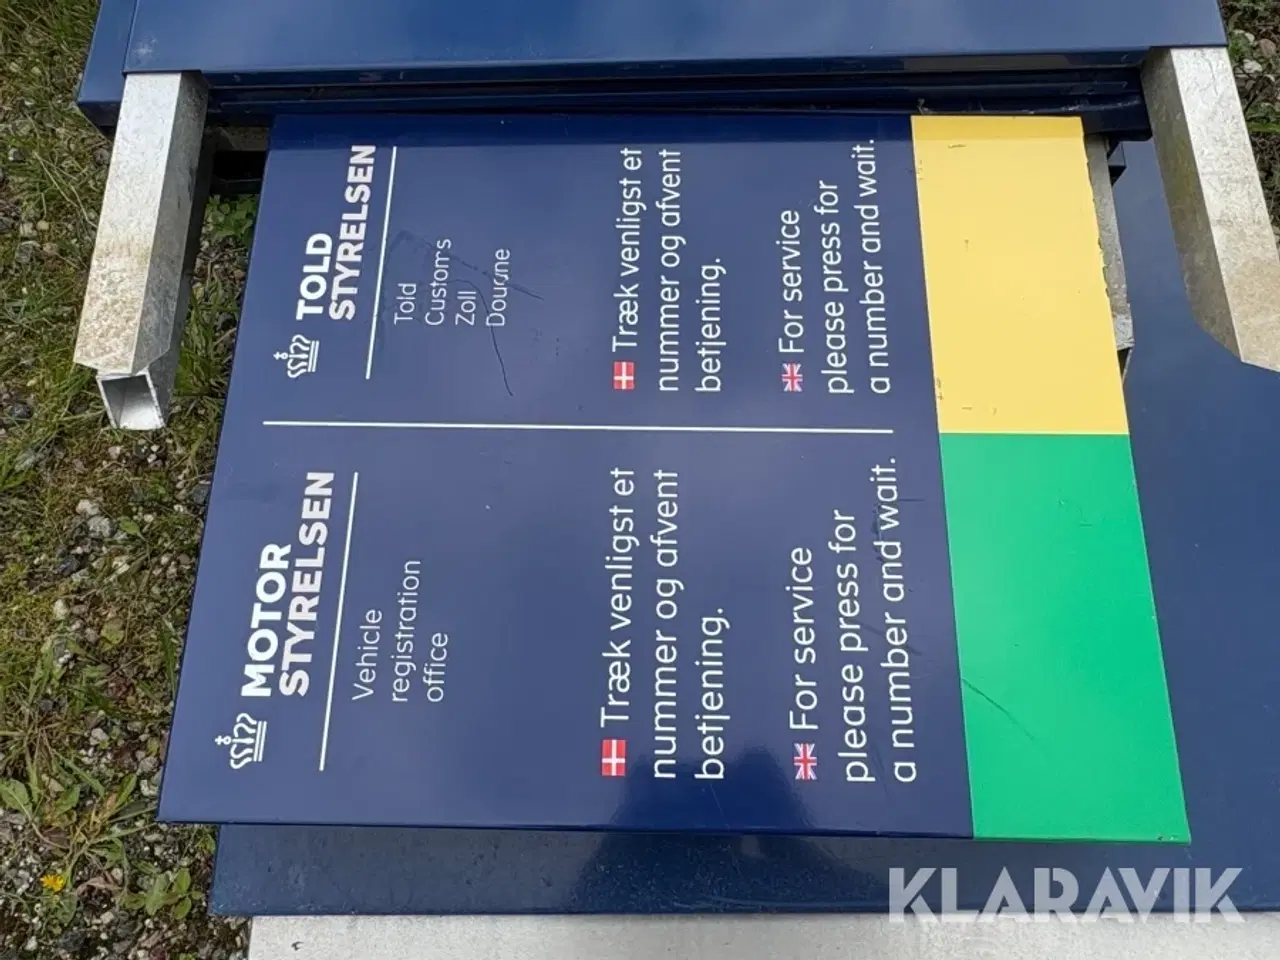 MOTOR
STYRELSEN
Vehicle
registration
office
Træk venligst et
nummer og afvent
betjening.
For service
please press for
a number and wait.
TOLD
STYRELSEN
Told
Customs
Zoll
Douane
Træk venligst et
nummer og afvent
betjening.
For service
please press for
a number and wait.
KLARAVIK